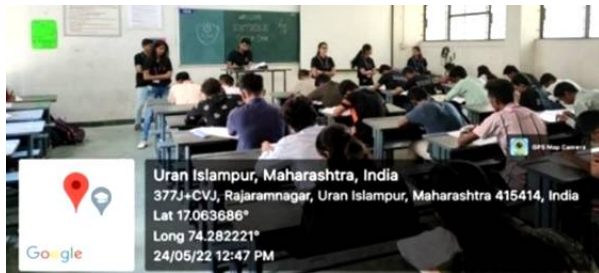 GPS Map Camera
Uran Islampur, Maharashtra, India
377J+CVJ, Rajaramnagar, Uran Islampur, Maharashtra 415414, India
Lat 17.063686°
Long 74.282221°
24/05/22 12:47 PM
Google